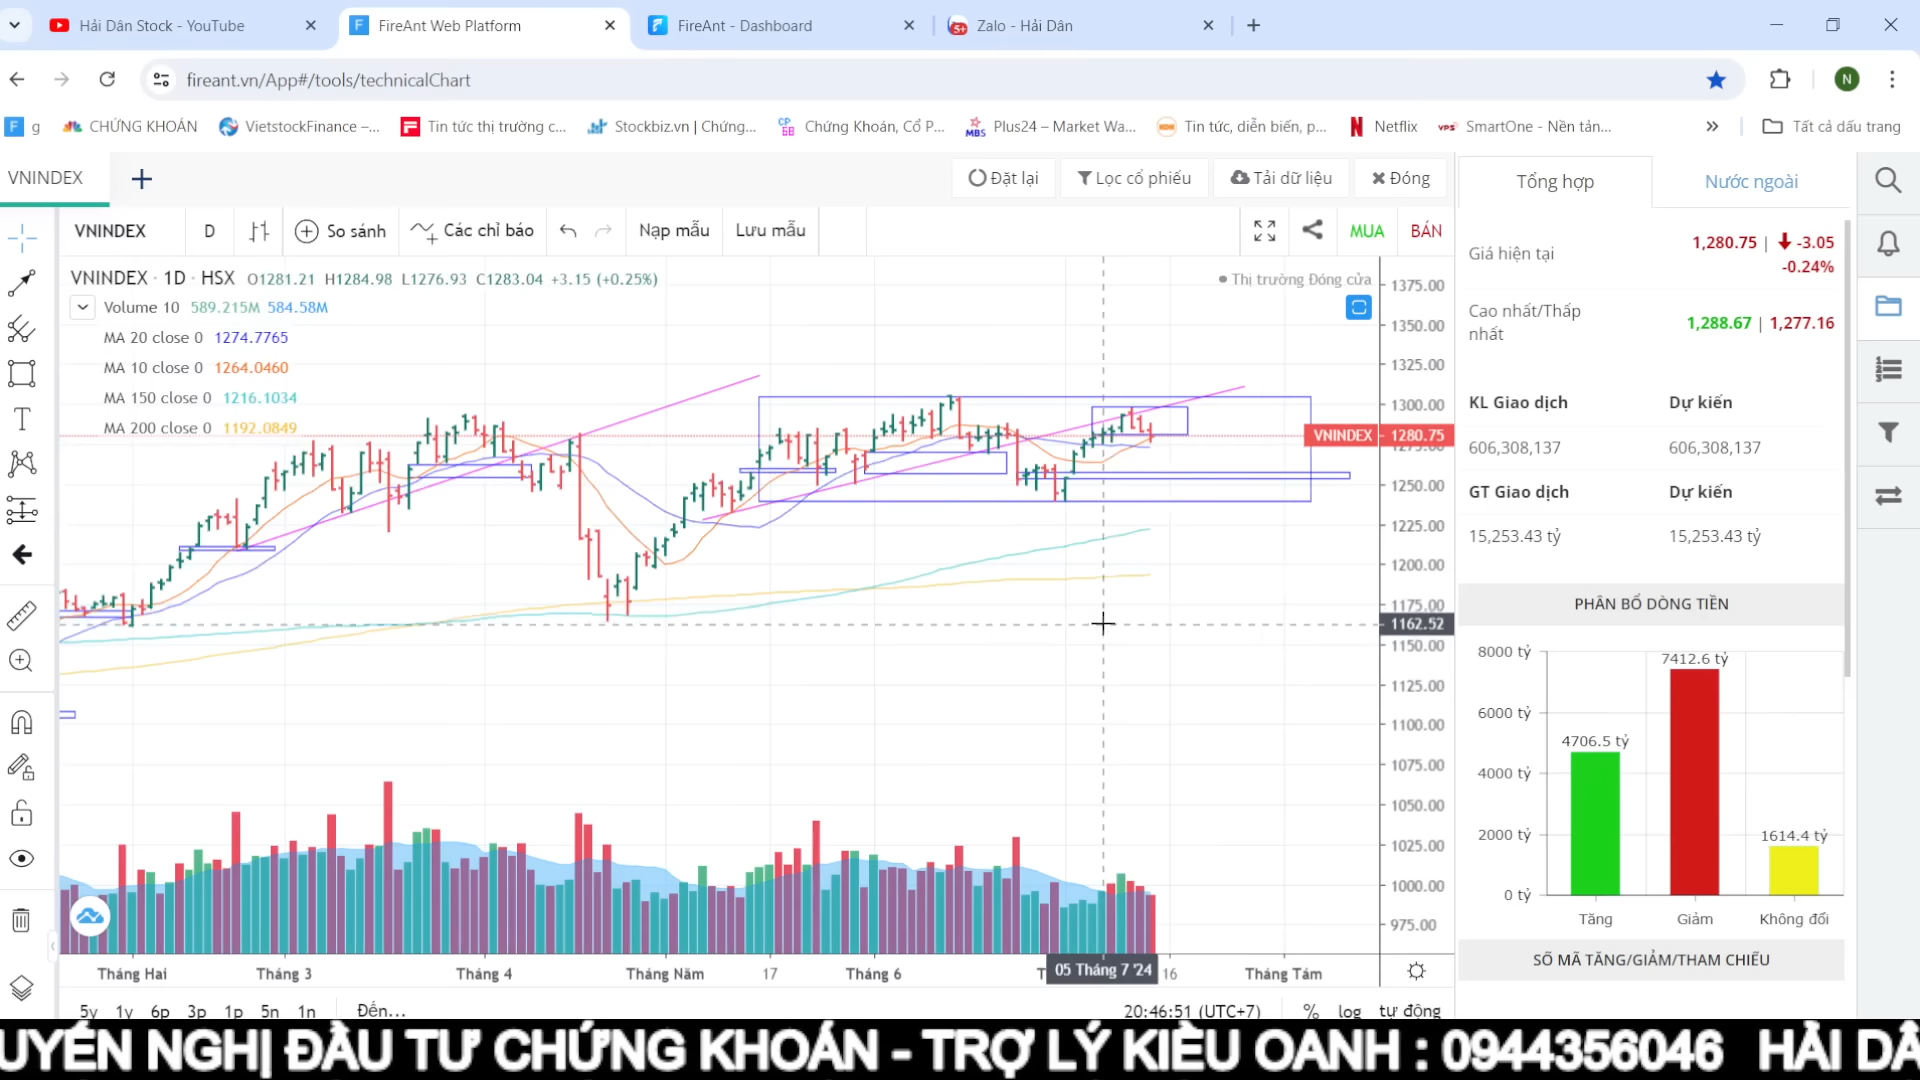 Hải Dân Stock - YouTube
FireAnt Web Platform
FireAnt - Dashboard
Zalo - Hải Dân
fireant.vn/App#/tools/technicalChart
N
g
CHỨNG KHOÁN
VietstockFinance –...
Tin tức thị trường c...
Stockbiz.vn | Chứng...
Chứng Khoán, Cổ P...
Plus24 – Market Wa...
Tin tức, diễn biến, p...
Netflix
SmartOne - Nền tản...
Tất cả dấu trang
VNINDEX
Đặt lại
Lọc cổ phiếu
Tải dữ liệu
Đóng
Tổng hợp
Nước ngoài
VNINDEX
D
So sánh
Các chỉ báo
Nạp mẫu
Lưu mẫu
MUA
BÁN
VNINDEX · 1D · HSX O1281.21 H1284.98 L1276.93 C1283.04 +3.15 (+0.25%)
Thị trường Đóng cửa
Volume 10 589.215M 584.58M
MA 20 close 0 1274.7765
MA 10 close 0 1264.0460
MA 150 close 0 1216.1034
MA 200 close 0 1192.0849
1375.00
1350.00
1325.00
1300.00
VNINDEX 1280.75
1275.00
1250.00
1225.00
1200.00
1175.00
1162.52
1150.00
1125.00
1100.00
1075.00
1050.00
1025.00
1000.00
975.00
Tháng Hai
Tháng 3
Tháng 4
Tháng Năm
17
Tháng 6
05 Tháng 7 '24
16
Tháng Tám
5y 1y 6p 3p 1p 5n 1n
Đến...
20:46:51 (UTC+7)
% log tự động
Giá hiện tại
1,280.75 | -3.05
-0.24%
Cao nhất/Thấp nhất
1,288.67 | 1,277.16
KL Giao dịch
Dự kiến
606,308,137
606,308,137
GT Giao dịch
Dự kiến
15,253.43 tỷ
15,253.43 tỷ
PHÂN BỔ DÒNG TIỀN
8000 tỷ
6000 tỷ
4000 tỷ
2000 tỷ
0 tỷ
4706.5 tỷ
7412.6 tỷ
1614.4 tỷ
Tăng
Giảm
Không đổi
SỐ MÃ TĂNG/GIẢM/THAM CHIẾU
UYẾN NGHỊ ĐẦU TƯ CHỨNG KHOÁN - TRỢ LÝ KIỀU OANH : 0944356046 HẢI DÂ